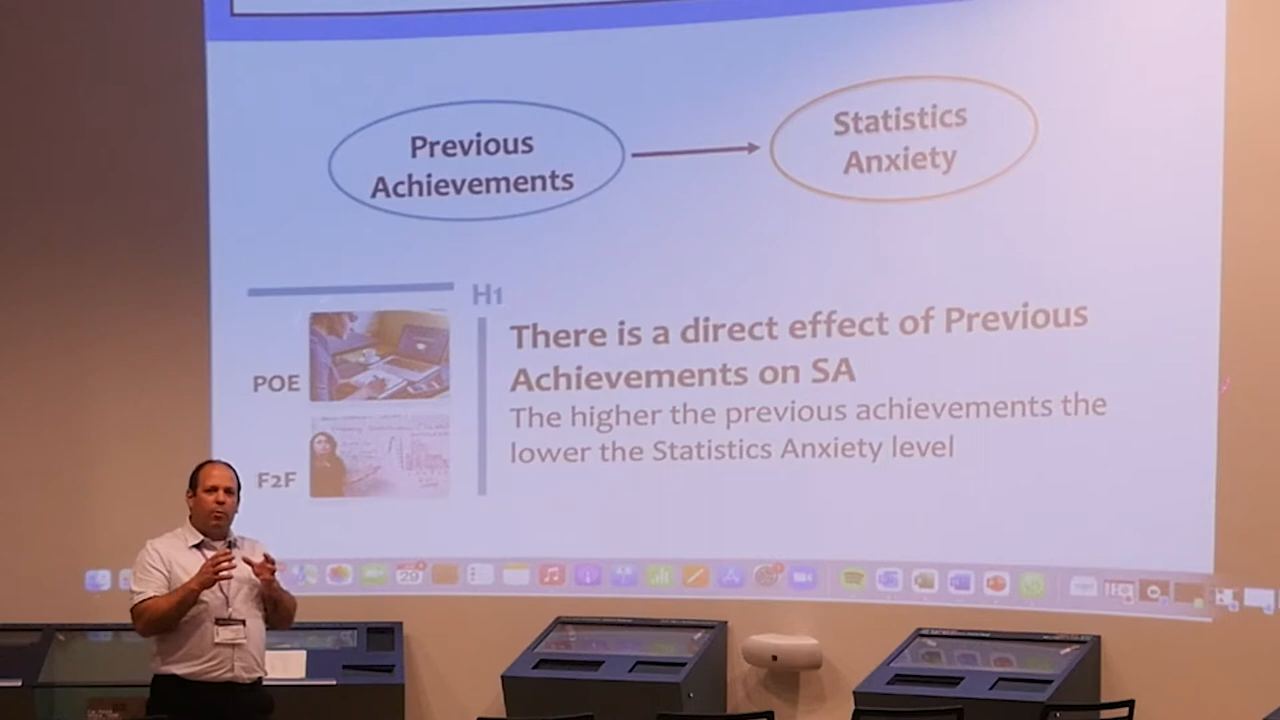 Previous
Achievements
Statistics
Anxiety
H1
There is a direct effect of Previous
Achievements on SA
The higher the previous achievements the
lower the Statistics Anxiety level
POE
F2F
29